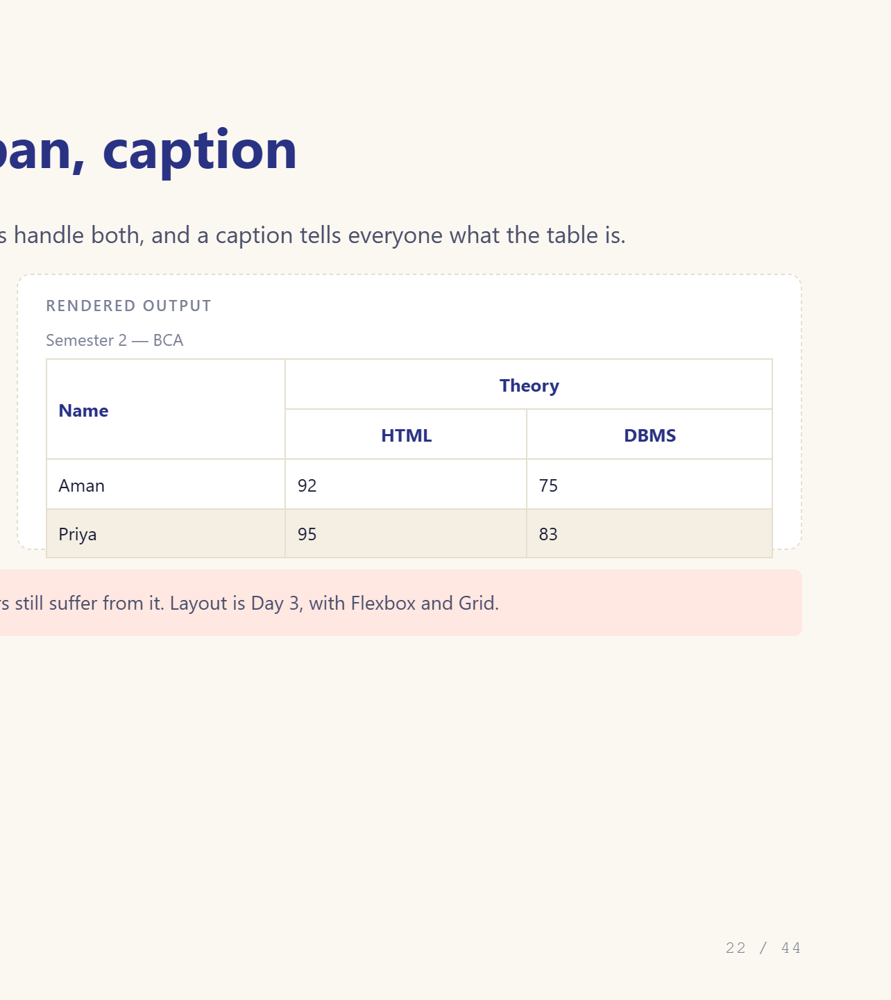 pan, caption
s handle both, and a caption tells everyone what the table is.
RENDERED OUTPUT
Semester 2 — BCA
Name Theory
HTML DBMS
Aman 92 75
Priya 95 83
rs still suffer from it. Layout is Day 3, with Flexbox and Grid.
22 / 44